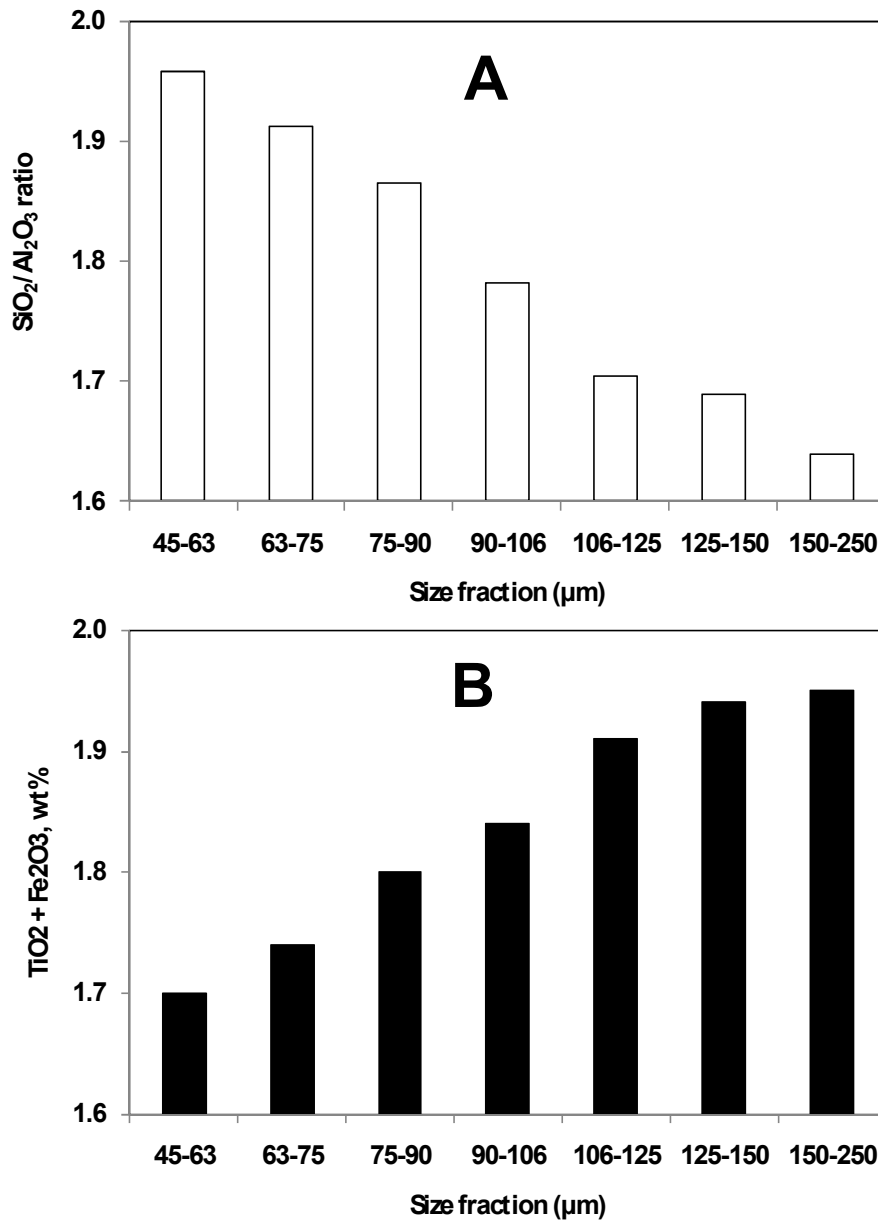 A
SiO₂/Al₂O₃ ratio
2.0
1.9
1.8
1.7
1.6
45-63 63-75 75-90 90-106 106-125 125-150 150-250
Size fraction (µm)
B
TiO2 + Fe2O3, wt%
2.0
1.9
1.8
1.7
1.6
45-63 63-75 75-90 90-106 106-125 125-150 150-250
Size fraction (µm)